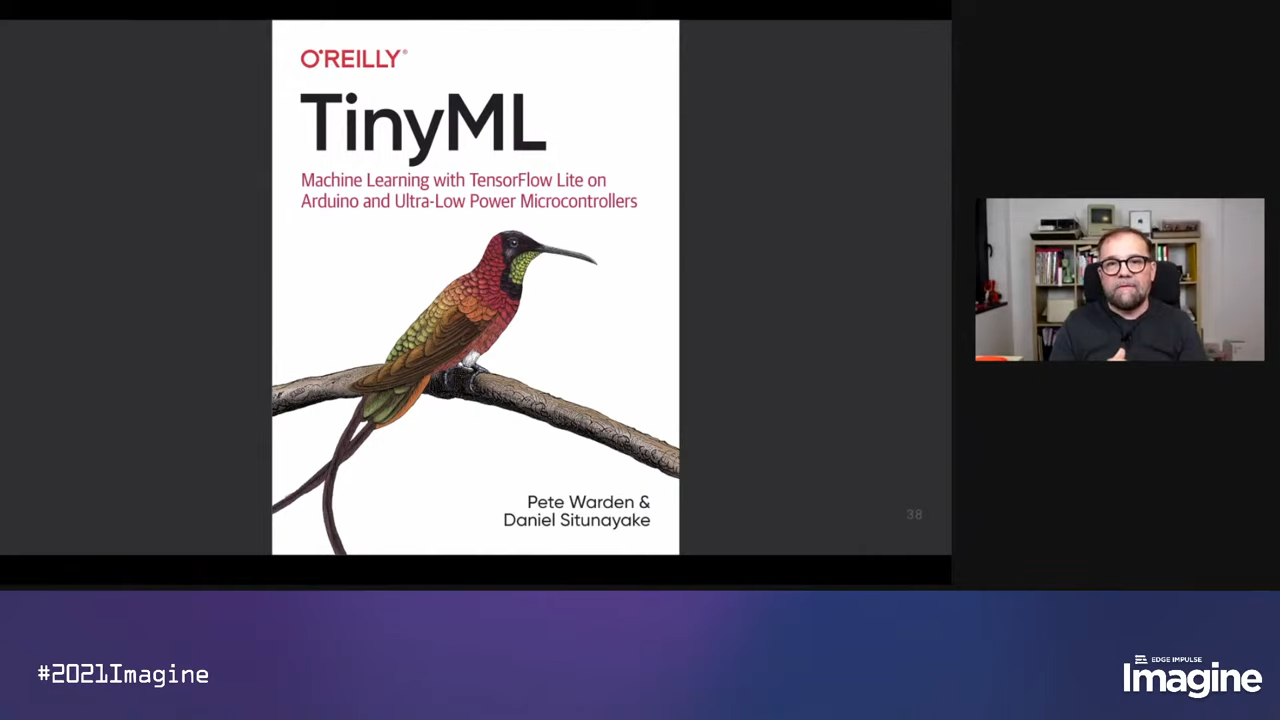 O'REILLY®
TinyML
Machine Learning with TensorFlow Lite on
Arduino and Ultra-Low Power Microcontrollers
Pete Warden &
Daniel Situnayake
38
#2021Imagine
EDGE IMPULSE
Imagine